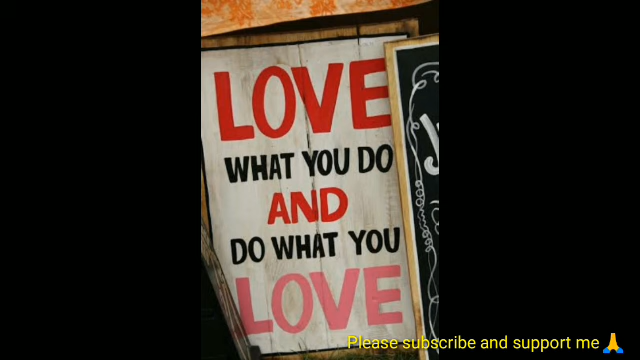 LOVE
WHAT YOU DO
AND
DO WHAT YOU
LOVE
Please subscribe and support me 🙏